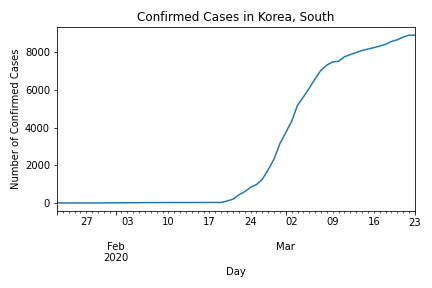 Confirmed Cases in Korea, South
Number of Confirmed Cases
8000
6000
4000
2000
0
27 03 10 17 24 02 09 16 23
Feb Mar
2020
Day